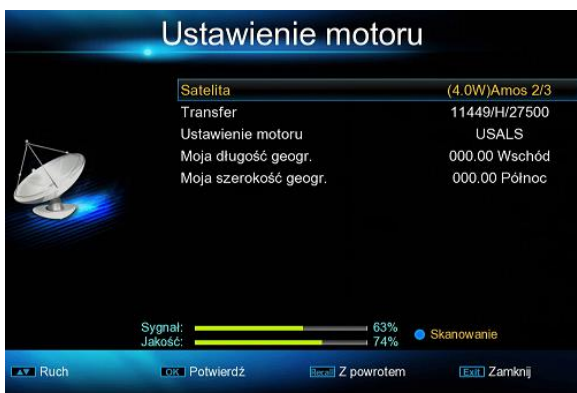 Ustawienie motoru
Satelita (4.0W)Amos 2/3
Transfer 11449/H/27500
Ustawienie motoru USALS
Moja długość geogr. 000.00 Wschód
Moja szerokość geogr. 000.00 Północ
Sygnał: 63%
Jakość: 74%
Skanowanie
▲▼ Ruch OK Potwierdź Recall Z powrotem Exit Zamknij